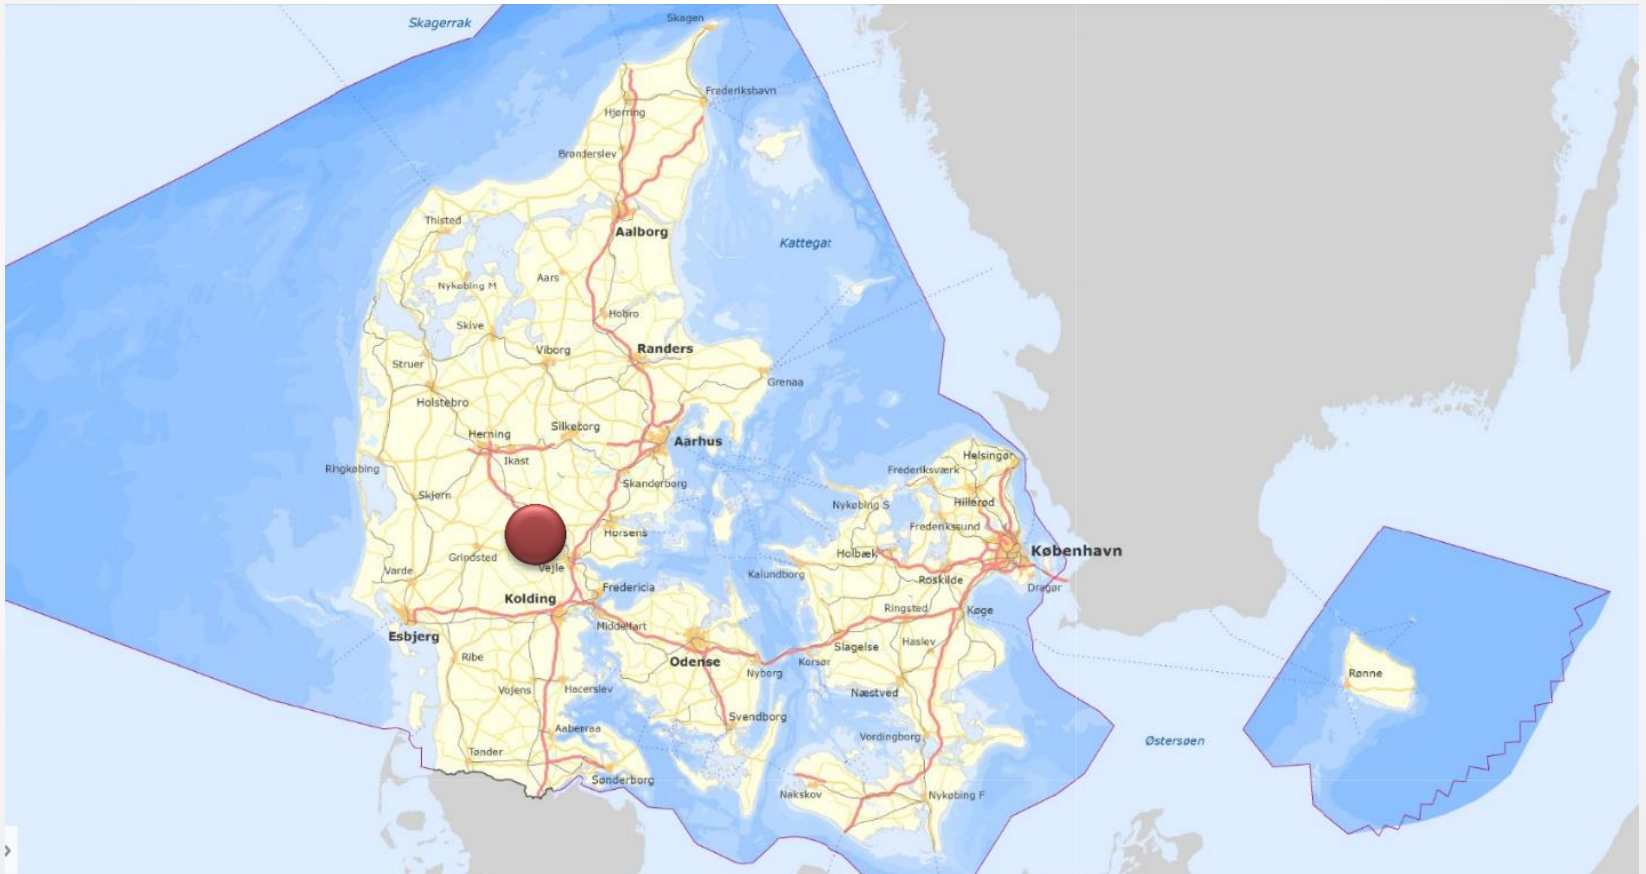 Skagerrak
Skagen
Frederikshavn
Hjørring
Brønderslev
Thisted
Aalborg
Kattegat
Aars
Nykøbing M
Hobro
Skive
Randers
Viborg
Struer
Grenaa
Holstebro
Silkeborg
Herning
Aarhus
Ikast
Helsingør
Ringkøbing
Frederiksværk
Skanderborg
Skjern
Hillerød
Nykøbing S
Frederikssund
Horsens
København
Holbæk
Grindsted
Vejle
Varde
Kalundborg
Roskilde
Fredericia
Dragør
Kolding
Ringsted
Køge
Middelfart
Esbjerg
Haslev
Slagelse
Ribe
Odense
Korsør
Nyborg
Rønne
Vojens
Haderslev
Næstved
Svendborg
Aabenraa
Vordingborg
Østersøen
Tønder
Sønderborg
Nakskov
Nykøbing F